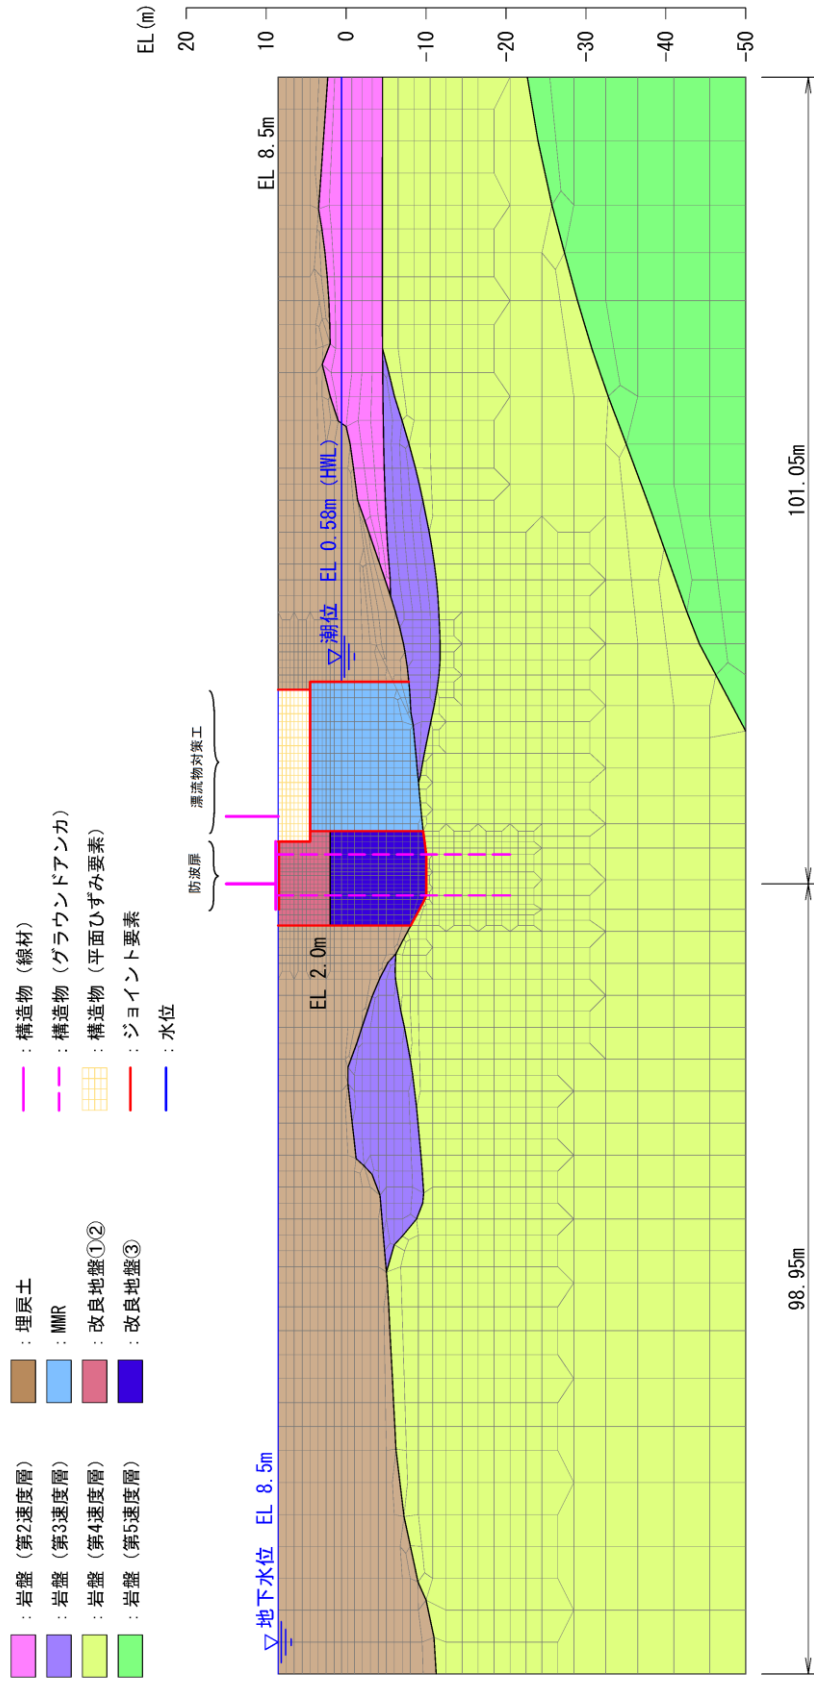 : 岩盤 (第2速度層)
: 岩盤 (第3速度層)
: 岩盤 (第4速度層)
: 岩盤 (第5速度層)
: 埋戻土
: MMR
: 改良地盤①②
: 改良地盤③
: 構造物 (線材)
: 構造物 (グラウンドアンカ)
: 構造物 (平面ひずみ要素)
: ジョイント要素
: 水位
EL(m)
20
10
0
-10
-20
-30
-40
-50
防波扉
漂流物対策工
▽地下水位 EL 8.5m
EL 2.0m
▽潮位 EL 0.58m (HWL)
EL 8.5m
98.95m
101.05m